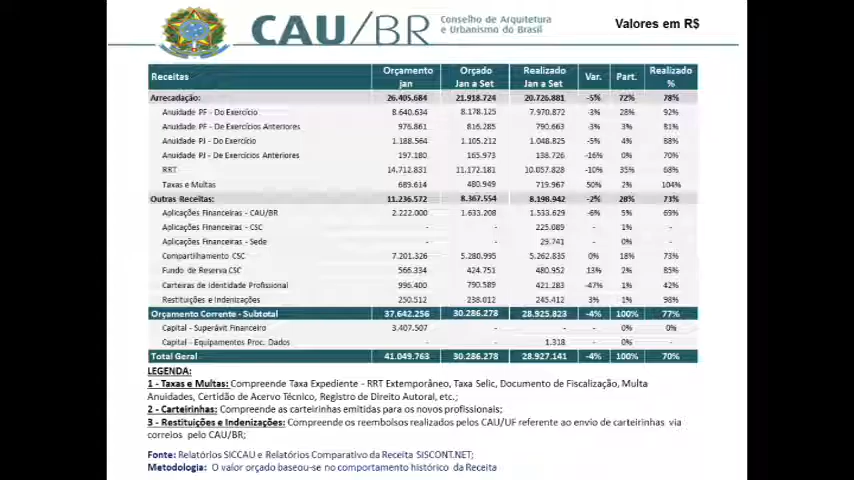 CAU/BR Conselho de Arquitetura e Urbanismo do Brasil
Valores em R$
Receitas Orçamento jan Orçado Jan a Set Realizado Jan a Set Var. Part. Realizado %
Arrecadação: 26.405.684 21.918.724 20.726.881 -5% 72% 78%
Anuidade PF - Do Exercício 8.640.634 8.178.125 7.970.872 -3% 28% 92%
Anuidade PF - De Exercícios Anteriores 976.861 816.285 790.663 -3% 3% 81%
Anuidade PJ - Do Exercício 1.188.564 1.105.212 1.048.825 -5% 4% 88%
Anuidade PJ - De Exercícios Anteriores 197.180 165.973 138.726 -16% 0% 70%
RRT 14.712.831 11.172.181 10.057.828 -10% 35% 68%
Taxas e Multas 689.614 480.949 719.967 50% 2% 104%
Outras Receitas: 11.236.572 8.367.554 8.198.942 -2% 28% 73%
Aplicações Financeiras - CAU/BR 2.222.000 1.633.208 1.533.629 -6% 5% 69%
Aplicações Financeiras - CSC - - 225.089 - 1% -
Aplicações Financeiras - Sede - - 29.741 - 0% -
Compartilhamento CSC 7.201.326 5.280.995 5.262.835 0% 18% 73%
Fundo de Reserva CSC 566.334 424.751 480.952 13% 2% 85%
Carteiras de Identidade Profissional 996.400 790.589 421.283 -47% 1% 42%
Restituições e Indenizações 250.512 238.012 245.412 3% 1% 98%
Orçamento Corrente - Subtotal 37.642.256 30.286.278 28.925.823 -4% 100% 77%
Capital - Superávit Financeiro 3.407.507 - - - 0% 0%
Capital - Equipamentos Proc. Dados - - 1.318 - 0% -
Total Geral 41.049.763 30.286.278 28.927.141 -4% 100% 70%
LEGENDA:
1 - Taxas e Multas: Compreende Taxa Expediente - RRT Extemporâneo, Taxa Selic, Documento de Fiscalização, Multa
Anuidades, Certidão de Acervo Técnico, Registro de Direito Autoral, etc.;
2 - Carteirinhas: Compreende as carteirinhas emitidas para os novos profissionais;
3 - Restituições e Indenizações: Compreende os reembolsos realizados pelos CAU/UF referente ao envio de carteirinhas via
correios pelo CAU/BR;
Fonte: Relatórios SICCAU e Relatórios Comparativo da Receita SISCONT.NET;
Metodologia: O valor orçado baseou-se no comportamento histórico da Receita